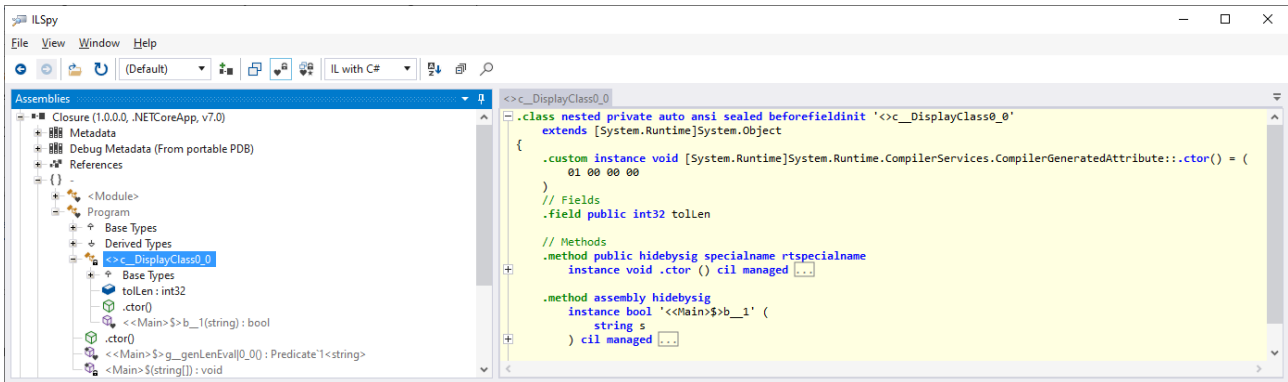 ILSpy
File View Window Help
(Default) IL with C#
Assemblies
Closure (1.0.0.0, .NETCoreApp, v7.0)
Metadata
Debug Metadata (From portable PDB)
References
{} -
<Module>
Program
Base Types
Derived Types
<>c__DisplayClass0_0
Base Types
tolLen : int32
.ctor()
<<Main>$>b__1(string) : bool
.ctor()
<<Main>$>g__genLenEval|0_0() : Predicate`1<string>
<Main>$(string[]) : void
<>c__DisplayClass0_0
.class nested private auto ansi sealed beforefieldinit '<>c__DisplayClass0_0'
extends [System.Runtime]System.Object
{
.custom instance void [System.Runtime]System.Runtime.CompilerServices.CompilerGeneratedAttribute::.ctor() = (
01 00 00 00
)
// Fields
.field public int32 tolLen
// Methods
.method public hidebysig specialname rtspecialname
instance void .ctor () cil managed ...
.method assembly hidebysig
instance bool '<<Main>$>b__1' (
string s
) cil managed ...